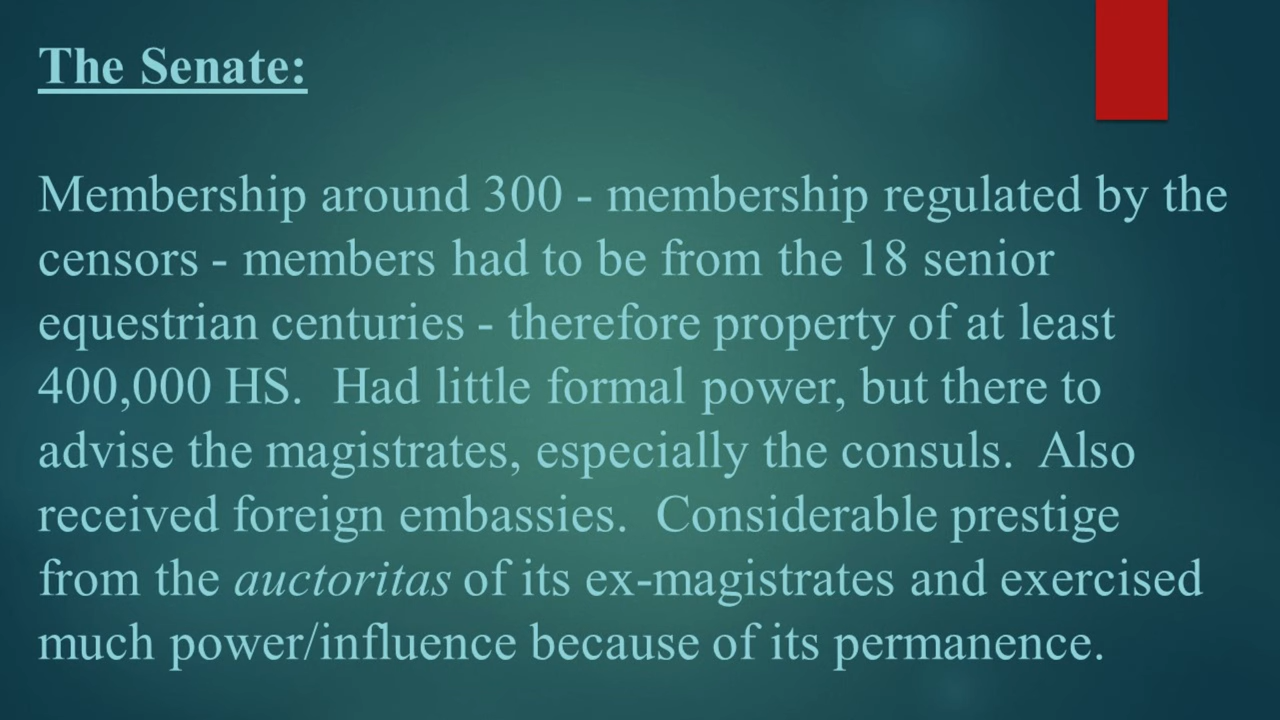 The Senate:
Membership around 300 - membership regulated by the
censors - members had to be from the 18 senior
equestrian centuries - therefore property of at least
400,000 HS.  Had little formal power, but there to
advise the magistrates, especially the consuls.  Also
received foreign embassies.  Considerable prestige
from the auctoritas of its ex-magistrates and exercised
much power/influence because of its permanence.